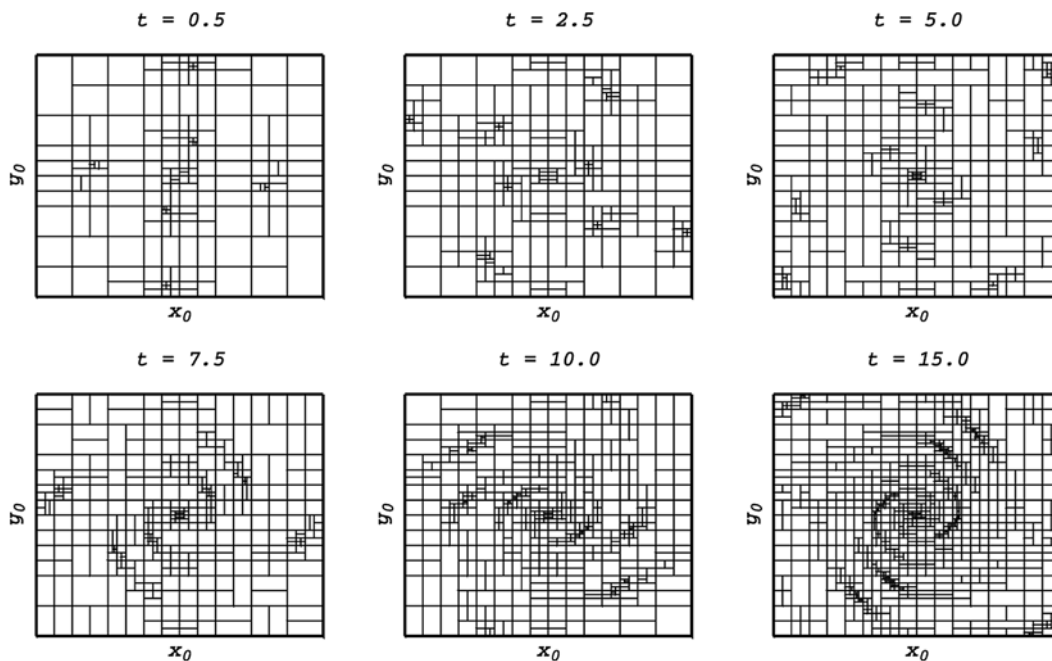 t = 0.5 t = 2.5 t = 5.0
y0 y0 y0
x0 x0 x0
t = 7.5 t = 10.0 t = 15.0
y0 y0 y0
x0 x0 x0